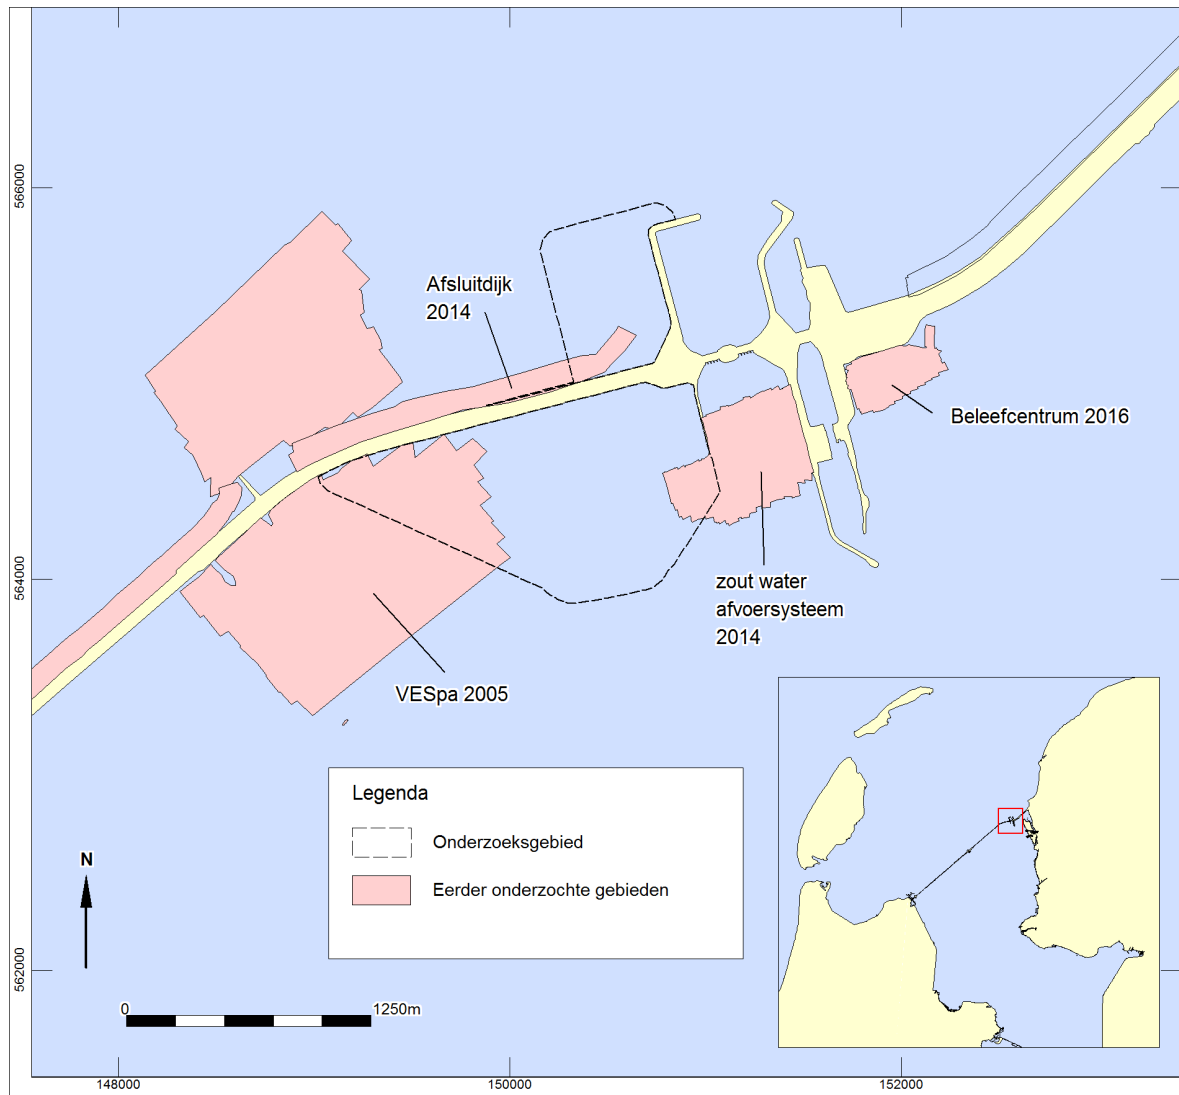 566000
564000
562000
Afsluitdijk
2014
Beleefcentrum 2016
zout water
afvoersysteem
2014
VESpa 2005
Legenda
Onderzoeksgebied
Eerder onderzochte gebieden
N
0 1250m
148000 150000 152000